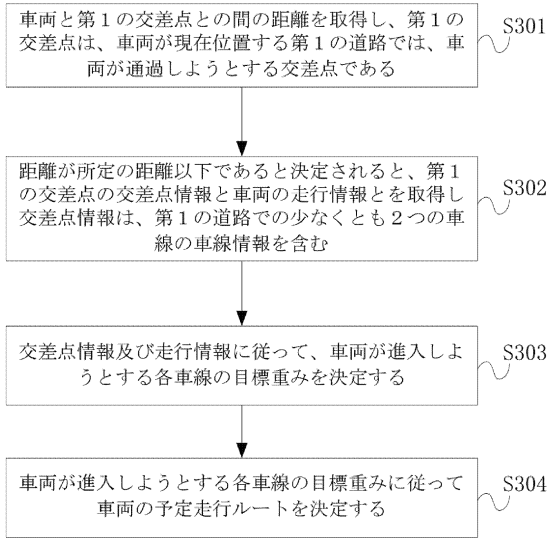 車両と第１の交差点との間の距離を取得し、第１の
交差点は、車両が現在位置する第１の道路では、車
両が通過しようとする交差点である
S301
距離が所定の距離以下であると決定されると、第１
の交差点の交差点情報と車両の走行情報とを取得し
交差点情報は、第１の道路での少なくとも２つの車
線の車線情報を含む
S302
交差点情報及び走行情報に従って、車両が進入しよ
うとする各車線の目標重みを決定する
S303
車両が進入しようとする各車線の目標重みに従って
車両の予定走行ルートを決定する
S304